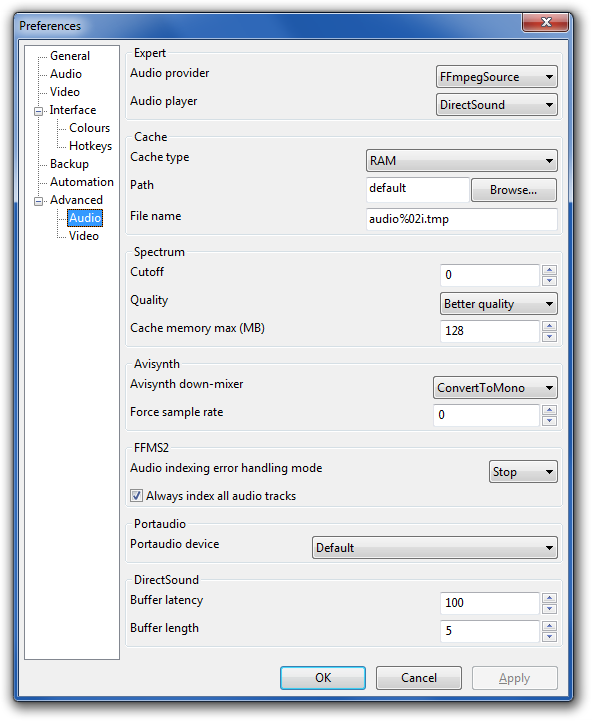 Preferences
General
Audio
Video
Interface
Colours
Hotkeys
Backup
Automation
Advanced
Audio
Video
Expert
Audio provider FFmpegSource
Audio player DirectSound
Cache
Cache type RAM
Path default Browse...
File name audio%02i.tmp
Spectrum
Cutoff 0
Quality Better quality
Cache memory max (MB) 128
Avisynth
Avisynth down-mixer ConvertToMono
Force sample rate 0
FFMS2
Audio indexing error handling mode Stop
Always index all audio tracks
Portaudio
Portaudio device Default
DirectSound
Buffer latency 100
Buffer length 5
OK Cancel Apply